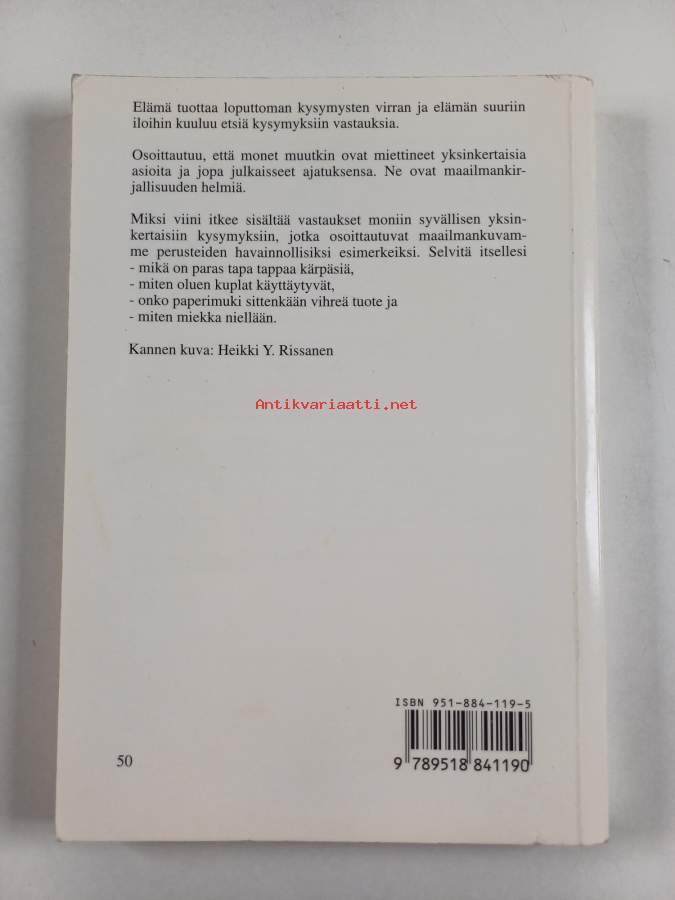 Elämä tuottaa loputtoman kysymysten virran ja elämän suuriin
iloihin kuuluu etsiä kysymyksiin vastauksia.
Osoittautuu, että monet muutkin ovat miettineet yksinkertaisia
asioita ja jopa julkaisseet ajatuksensa. Ne ovat maailmankir-
jallisuuden helmiä.
Miksi viini itkee sisältää vastaukset moniin syvällisen yksin-
kertaisiin kysymyksiin, jotka osoittautuvat maailmankuvam-
me perusteiden havainnollisiksi esimerkeiksi. Selvitä itsellesi
- mikä on paras tapa tappaa kärpäsiä,
- miten oluen kuplat käyttäytyvät,
- onko paperimuki sittenkään vihreä tuote ja
- miten miekka niellään.
Kannen kuva: Heikki Y. Rissanen
Antikvariaatti.net
ISBN 951-884-119-5
50
9 789518 841190